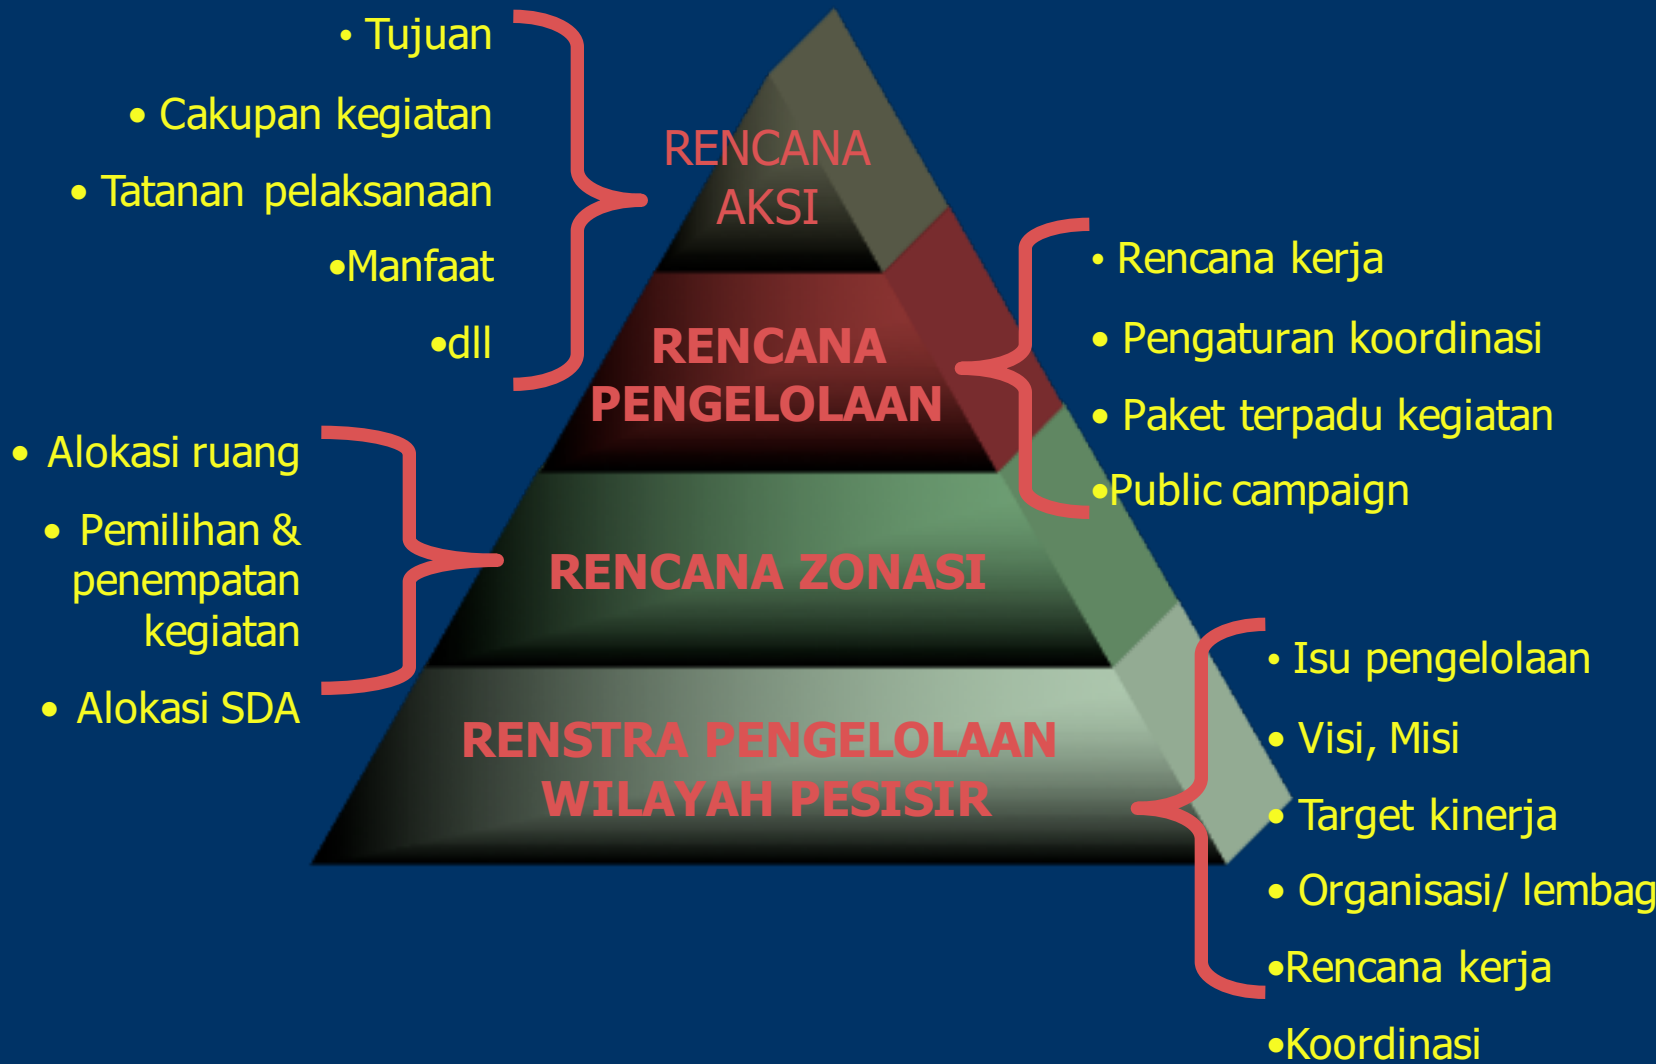 • Tujuan
• Cakupan kegiatan
• Tatanan pelaksanaan
•Manfaat
•dll
RENCANA
AKSI
• Rencana kerja
• Pengaturan koordinasi
• Paket terpadu kegiatan
•Public campaign
RENCANA
PENGELOLAAN
• Alokasi ruang
• Pemilihan &
penempatan
kegiatan
• Alokasi SDA
RENCANA ZONASI
RENSTRA PENGELOLAAN
WILAYAH PESISIR
• Isu pengelolaan
• Visi, Misi
• Target kinerja
• Organisasi/ lembag
•Rencana kerja
•Koordinasi